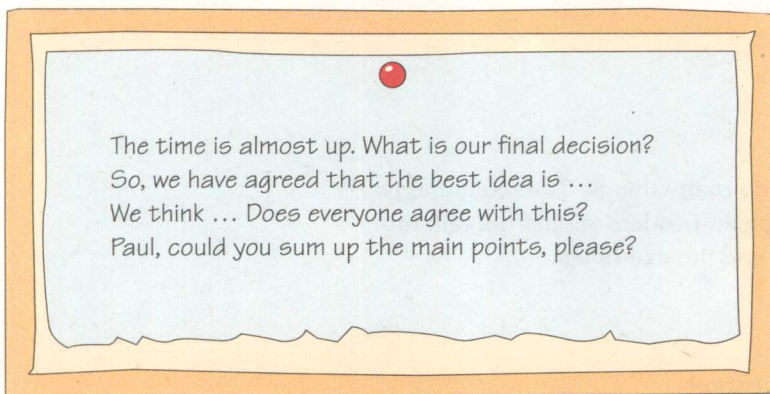 The time is almost up. What is our final decision?
So, we have agreed that the best idea is ...
We think ... Does everyone agree with this?
Paul, could you sum up the main points, please?